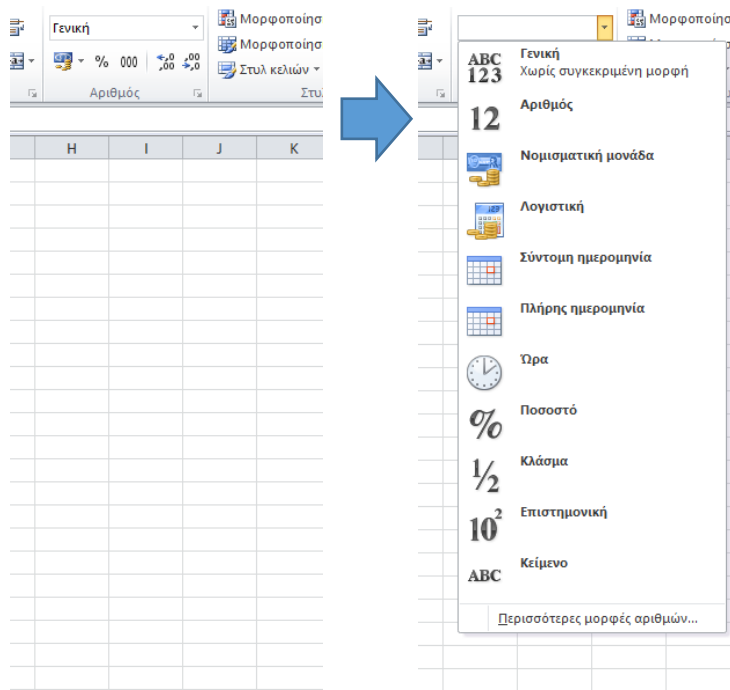 Γενική
Μορφοποίησ
Μορφοποίησ
% 000 ,0 ,00 ,00 ,0
Στυλ κελιών
Αριθμός
Στυ
H I J K
Μορφοποίησ
ABC 123
Γενική
Χωρίς συγκεκριμένη μορφή
12 Αριθμός
Νομισματική μονάδα
Λογιστική
Σύντομη ημερομηνία
Πλήρης ημερομηνία
Ώρα
% Ποσοστό
1/2 Κλάσμα
10² Επιστημονική
ABC Κείμενο
Περισσότερες μορφές αριθμών...